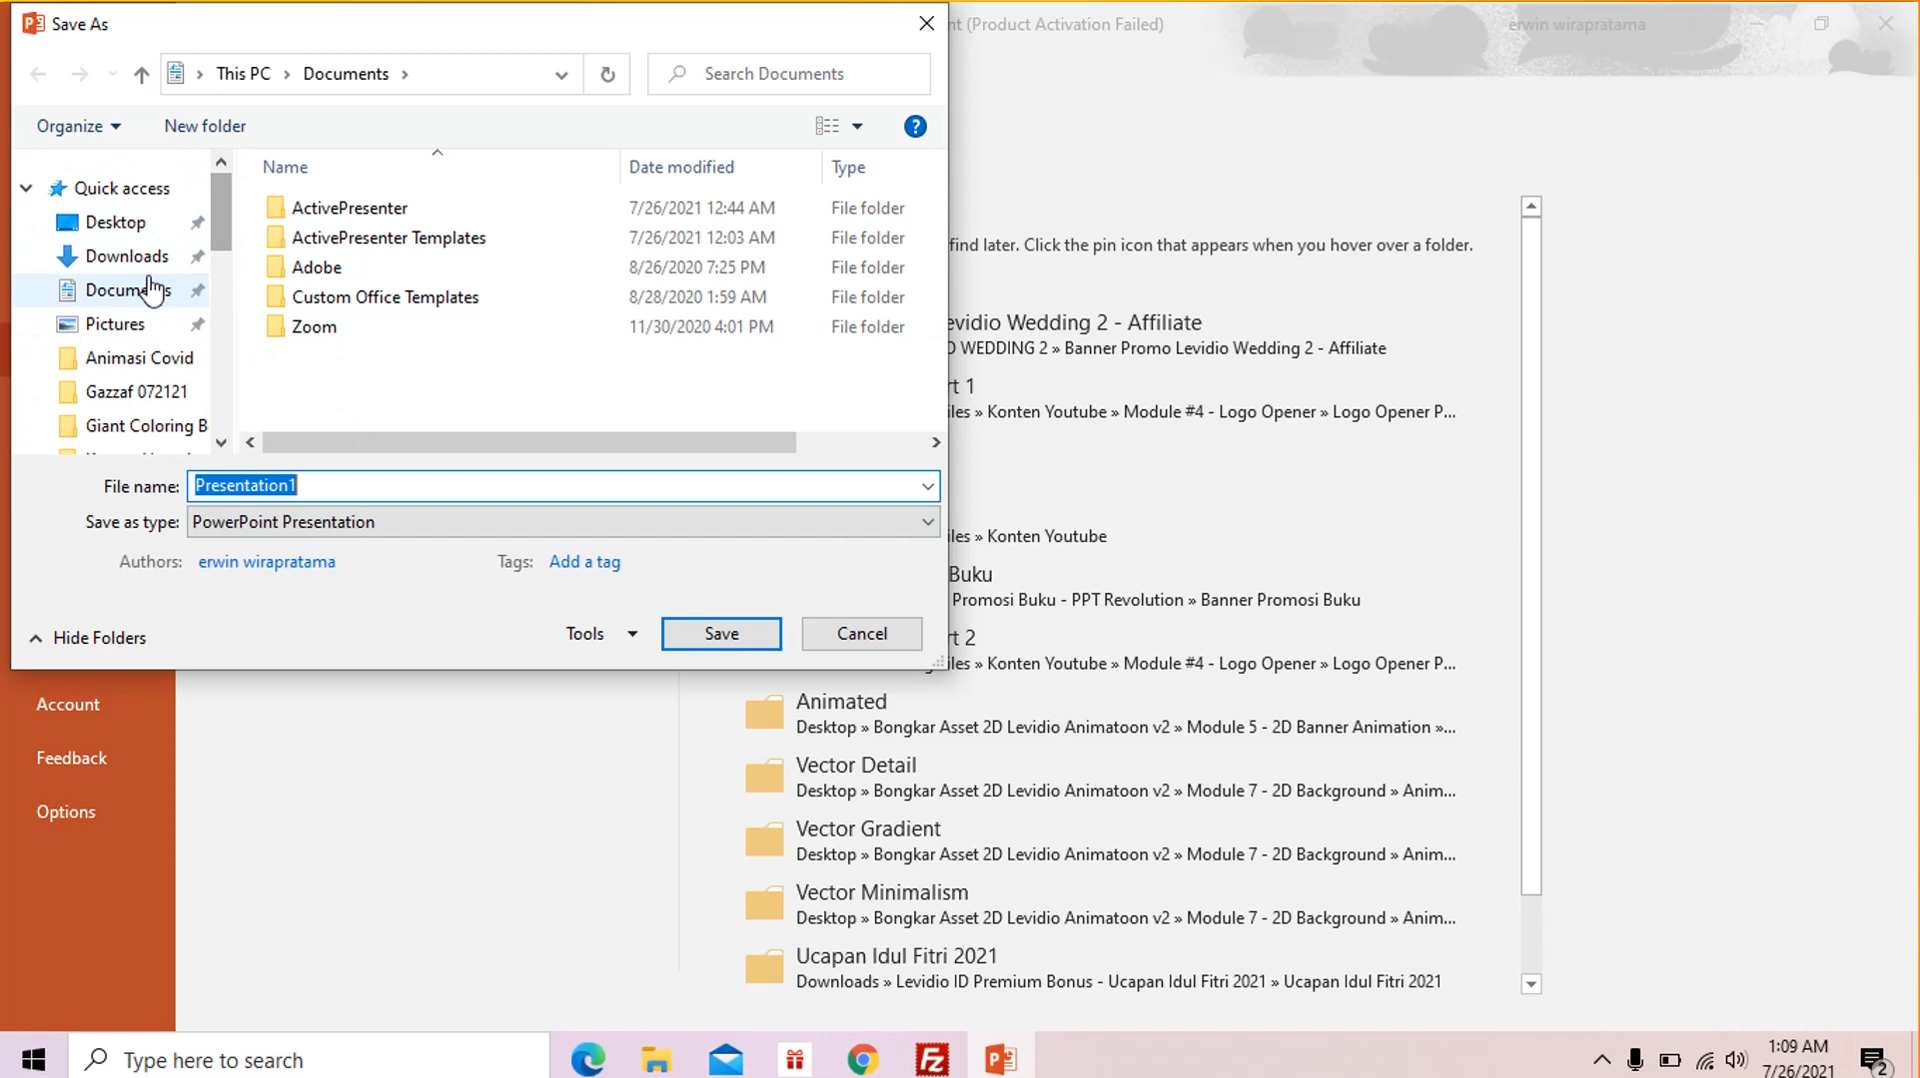 Save As
nt (Product Activation Failed)
erwin wirapratama
This PC
Documents
Search Documents
Organize
New folder
Name
Date modified
Type
Quick access
Desktop
Downloads
Documents
Pictures
Animasi Covid
Gazzaf 072121
Giant Coloring B
ActivePresenter 7/26/2021 12:44 AM File folder
ActivePresenter Templates 7/26/2021 12:03 AM File folder
Adobe 8/26/2020 7:25 PM File folder
Custom Office Templates 8/28/2020 1:59 AM File folder
Zoom 11/30/2020 4:01 PM File folder
File name: Presentation1
Save as type: PowerPoint Presentation
Authors: erwin wirapratama Tags: Add a tag
Hide Folders
Tools
Save
Cancel
find later. Click the pin icon that appears when you hover over a folder.
evidio Wedding 2 - Affiliate
O WEDDING 2 » Banner Promo Levidio Wedding 2 - Affiliate
rt 1
iles » Konten Youtube » Module #4 - Logo Opener » Logo Opener P...
iles » Konten Youtube
Buku
Promosi Buku - PPT Revolution » Banner Promosi Buku
rt 2
iles » Konten Youtube » Module #4 - Logo Opener » Logo Opener P...
Animated
Desktop » Bongkar Asset 2D Levidio Animatoon v2 » Module 5 - 2D Banner Animation »...
Vector Detail
Desktop » Bongkar Asset 2D Levidio Animatoon v2 » Module 7 - 2D Background » Anim...
Vector Gradient
Desktop » Bongkar Asset 2D Levidio Animatoon v2 » Module 7 - 2D Background » Anim...
Vector Minimalism
Desktop » Bongkar Asset 2D Levidio Animatoon v2 » Module 7 - 2D Background » Anim...
Ucapan Idul Fitri 2021
Downloads » Levidio ID Premium Bonus - Ucapan Idul Fitri 2021 » Ucapan Idul Fitri 2021
Account
Feedback
Options
Type here to search
1:09 AM
7/26/2021
2